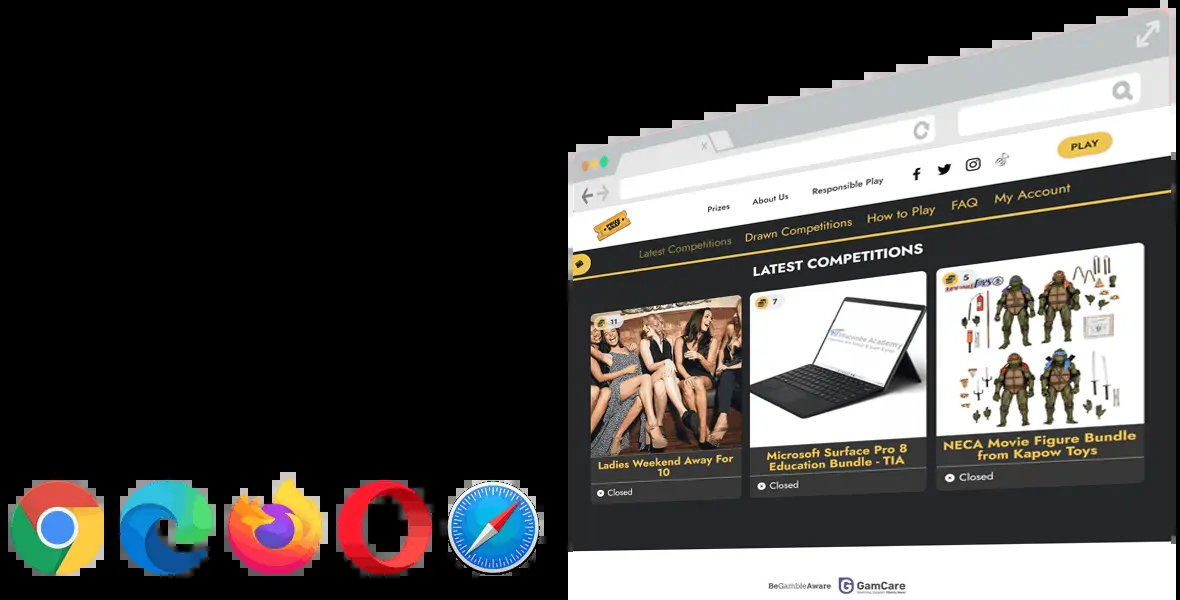 x
Prizes
About Us
Responsible Play
PLAY
Latest Competitions
Drawn Competitions
How to Play
FAQ
My Account
LATEST COMPETITIONS
11
Ladies Weekend Away For
10
Closed
7
Academy
Microsoft Surface Pro 8
Education Bundle - TIA
Closed
5
NECA Movie Figure Bundle
from Kapow Toys
Closed
BeGambleAware
GamCare